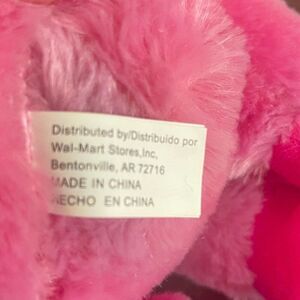 Distributed by/Distribuido por
Wal-Mart Stores,Inc,
Bentonville, AR 72716
MADE IN CHINA
HECHO EN CHINA